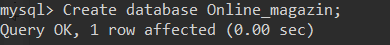 mysql> Create database Online_magazin;
Query OK, 1 row affected (0.00 sec)